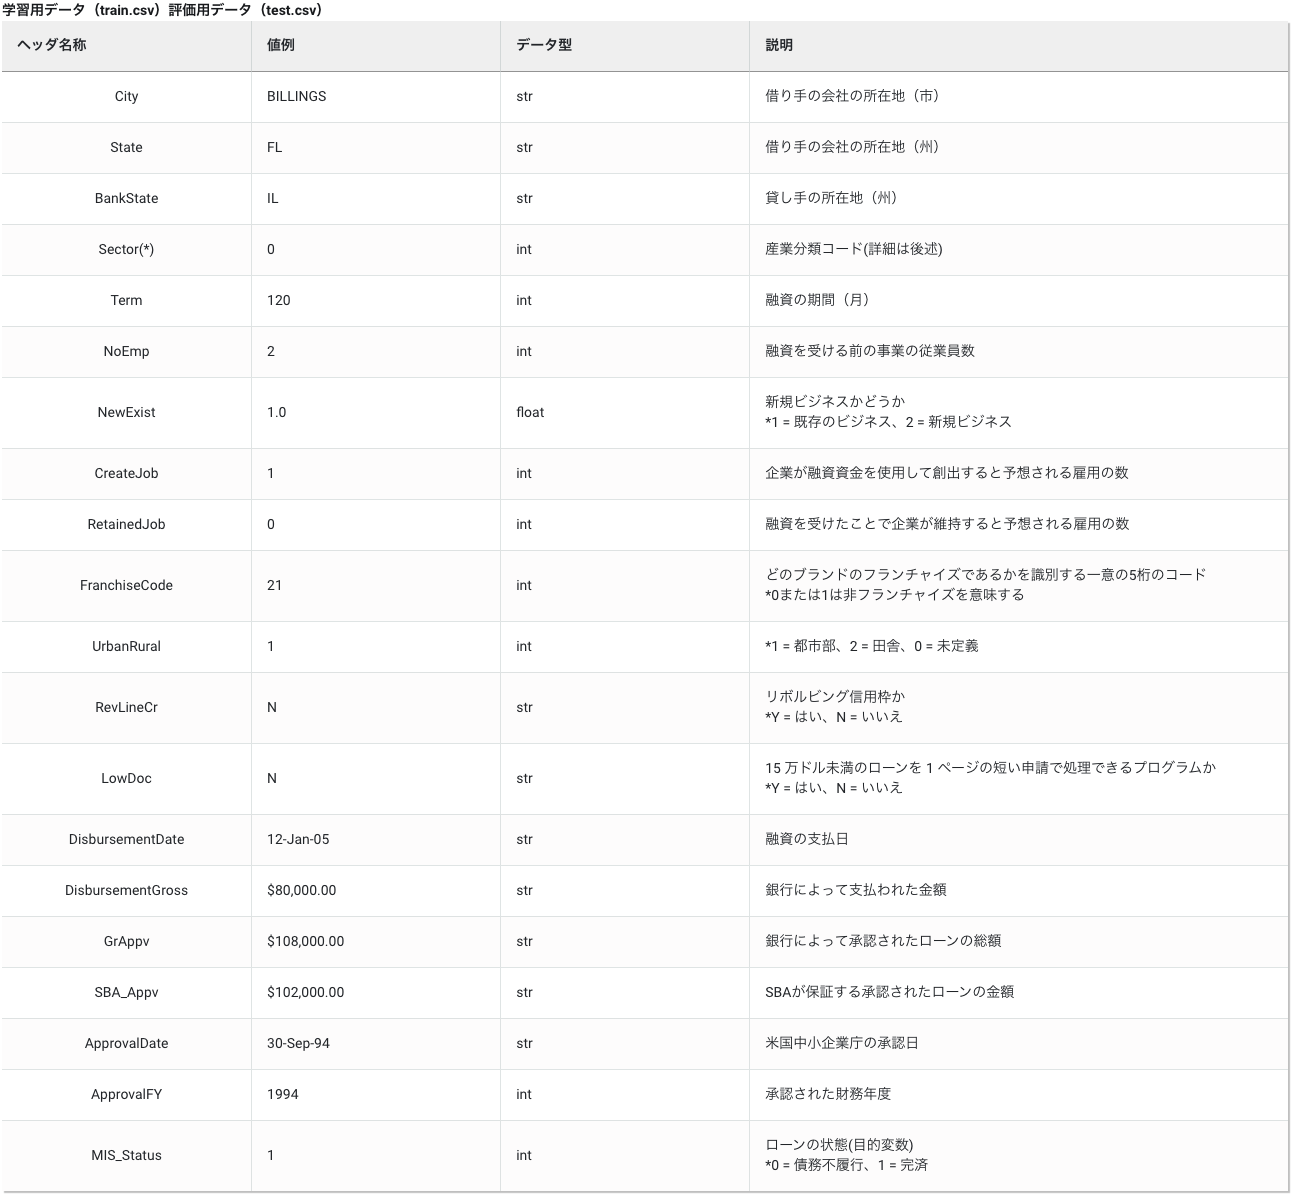 学習用データ（train.csv）評価用データ（test.csv）
ヘッダ名称 値例 データ型 説明
City BILLINGS str 借り手の会社の所在地（市）
State FL str 借り手の会社の所在地（州）
BankState IL str 貸し手の所在地（州）
Sector(*) 0 int 産業分類コード(詳細は後述)
Term 120 int 融資の期間（月）
NoEmp 2 int 融資を受ける前の事業の従業員数
NewExist 1.0 float 新規ビジネスかどうか
*1 = 既存のビジネス、2 = 新規ビジネス
CreateJob 1 int 企業が融資資金を使用して創出すると予想される雇用の数
RetainedJob 0 int 融資を受けたことで企業が維持すると予想される雇用の数
FranchiseCode 21 int どのブランドのフランチャイズであるかを識別する一意の5桁のコード
*0または1は非フランチャイズを意味する
UrbanRural 1 int *1 = 都市部、2 = 田舎、0 = 未定義
RevLineCr N str リボルビング信用枠か
*Y = はい、N = いいえ
LowDoc N str 15 万ドル未満のローンを 1 ページの短い申請で処理できるプログラムか
*Y = はい、N = いいえ
DisbursementDate 12-Jan-05 str 融資の支払日
DisbursementGross $80,000.00 str 銀行によって支払われた金額
GrAppv $108,000.00 str 銀行によって承認されたローンの総額
SBA_Appv $102,000.00 str SBAが保証する承認されたローンの金額
ApprovalDate 30-Sep-94 str 米国中小企業庁の承認日
ApprovalFY 1994 int 承認された財務年度
MIS_Status 1 int ローンの状態(目的変数)
*0 = 債務不履行、1 = 完済